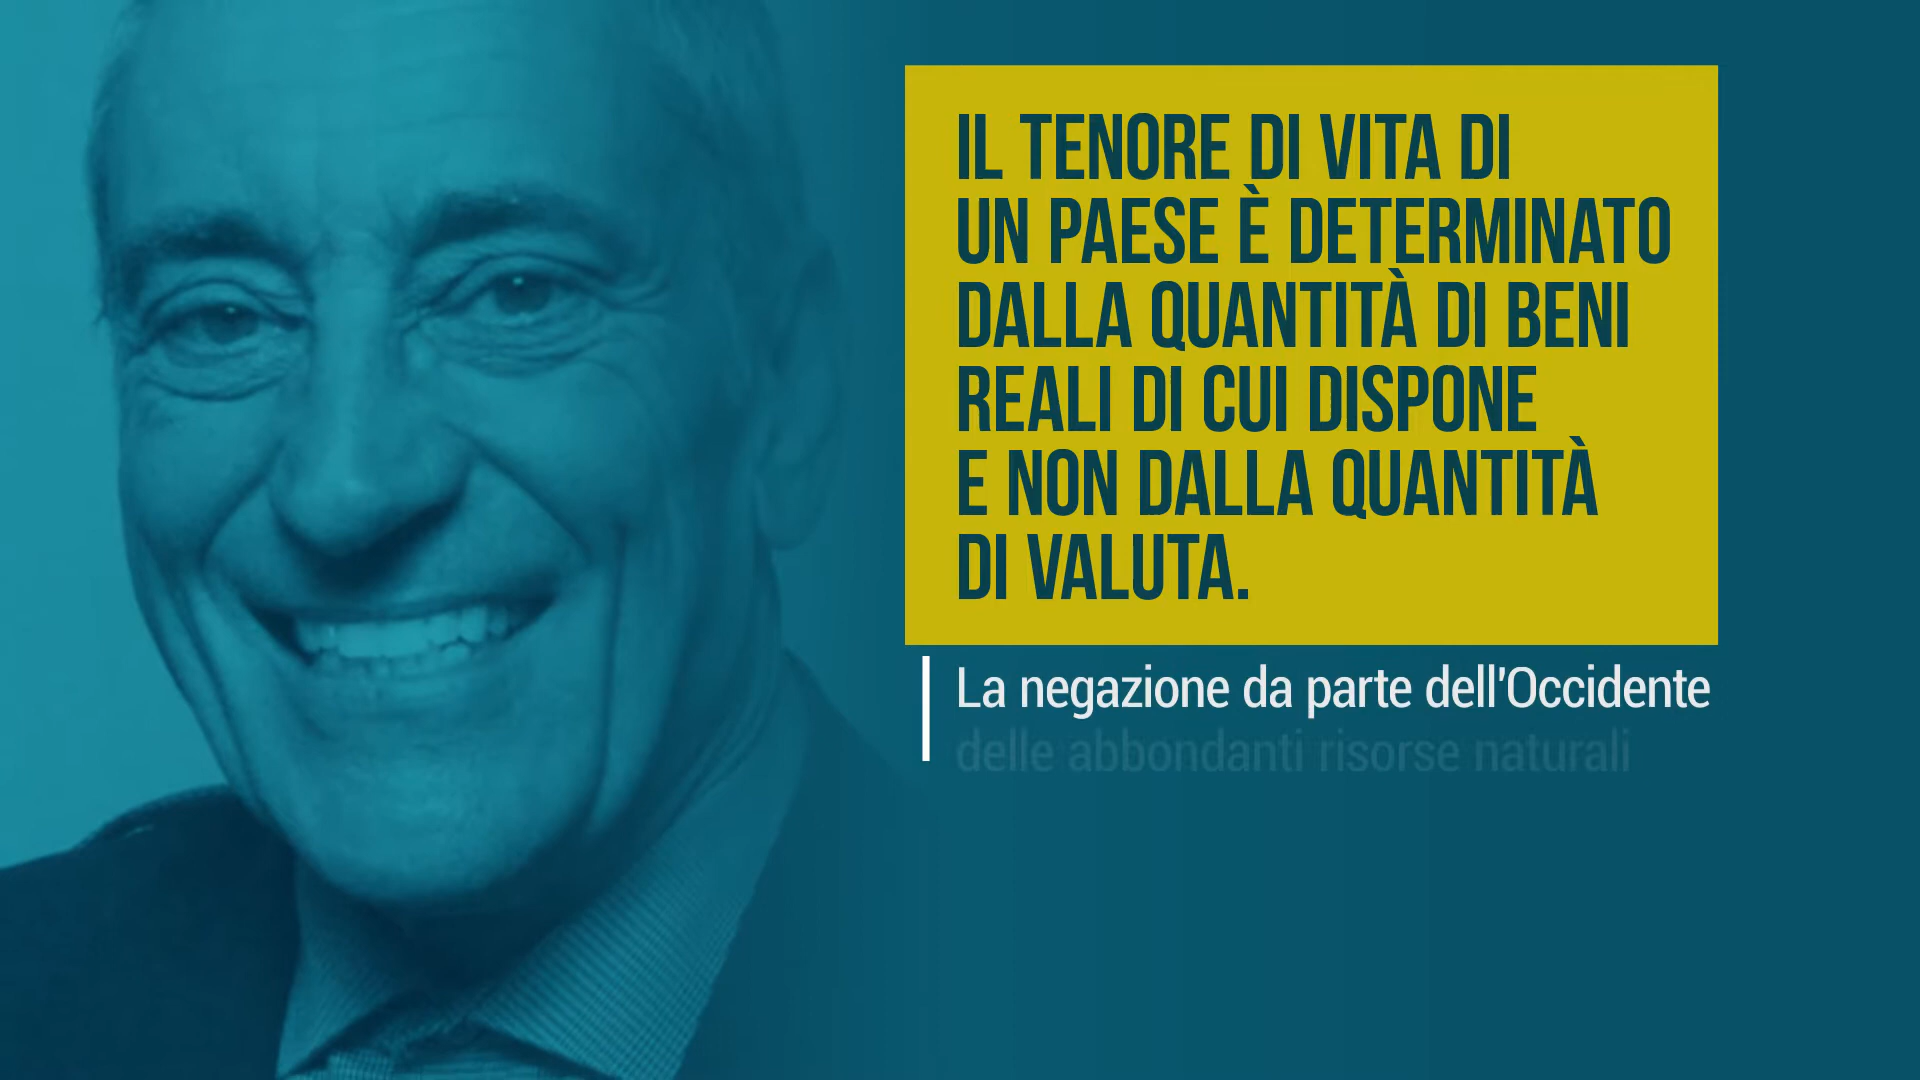 IL TENORE DI VITA DI
UN PAESE È DETERMINATO
DALLA QUANTITÀ DI BENI
REALI DI CUI DISPONE
E NON DALLA QUANTITÀ
DI VALUTA.
La negazione da parte dell'Occidente
delle abbondanti risorse naturali